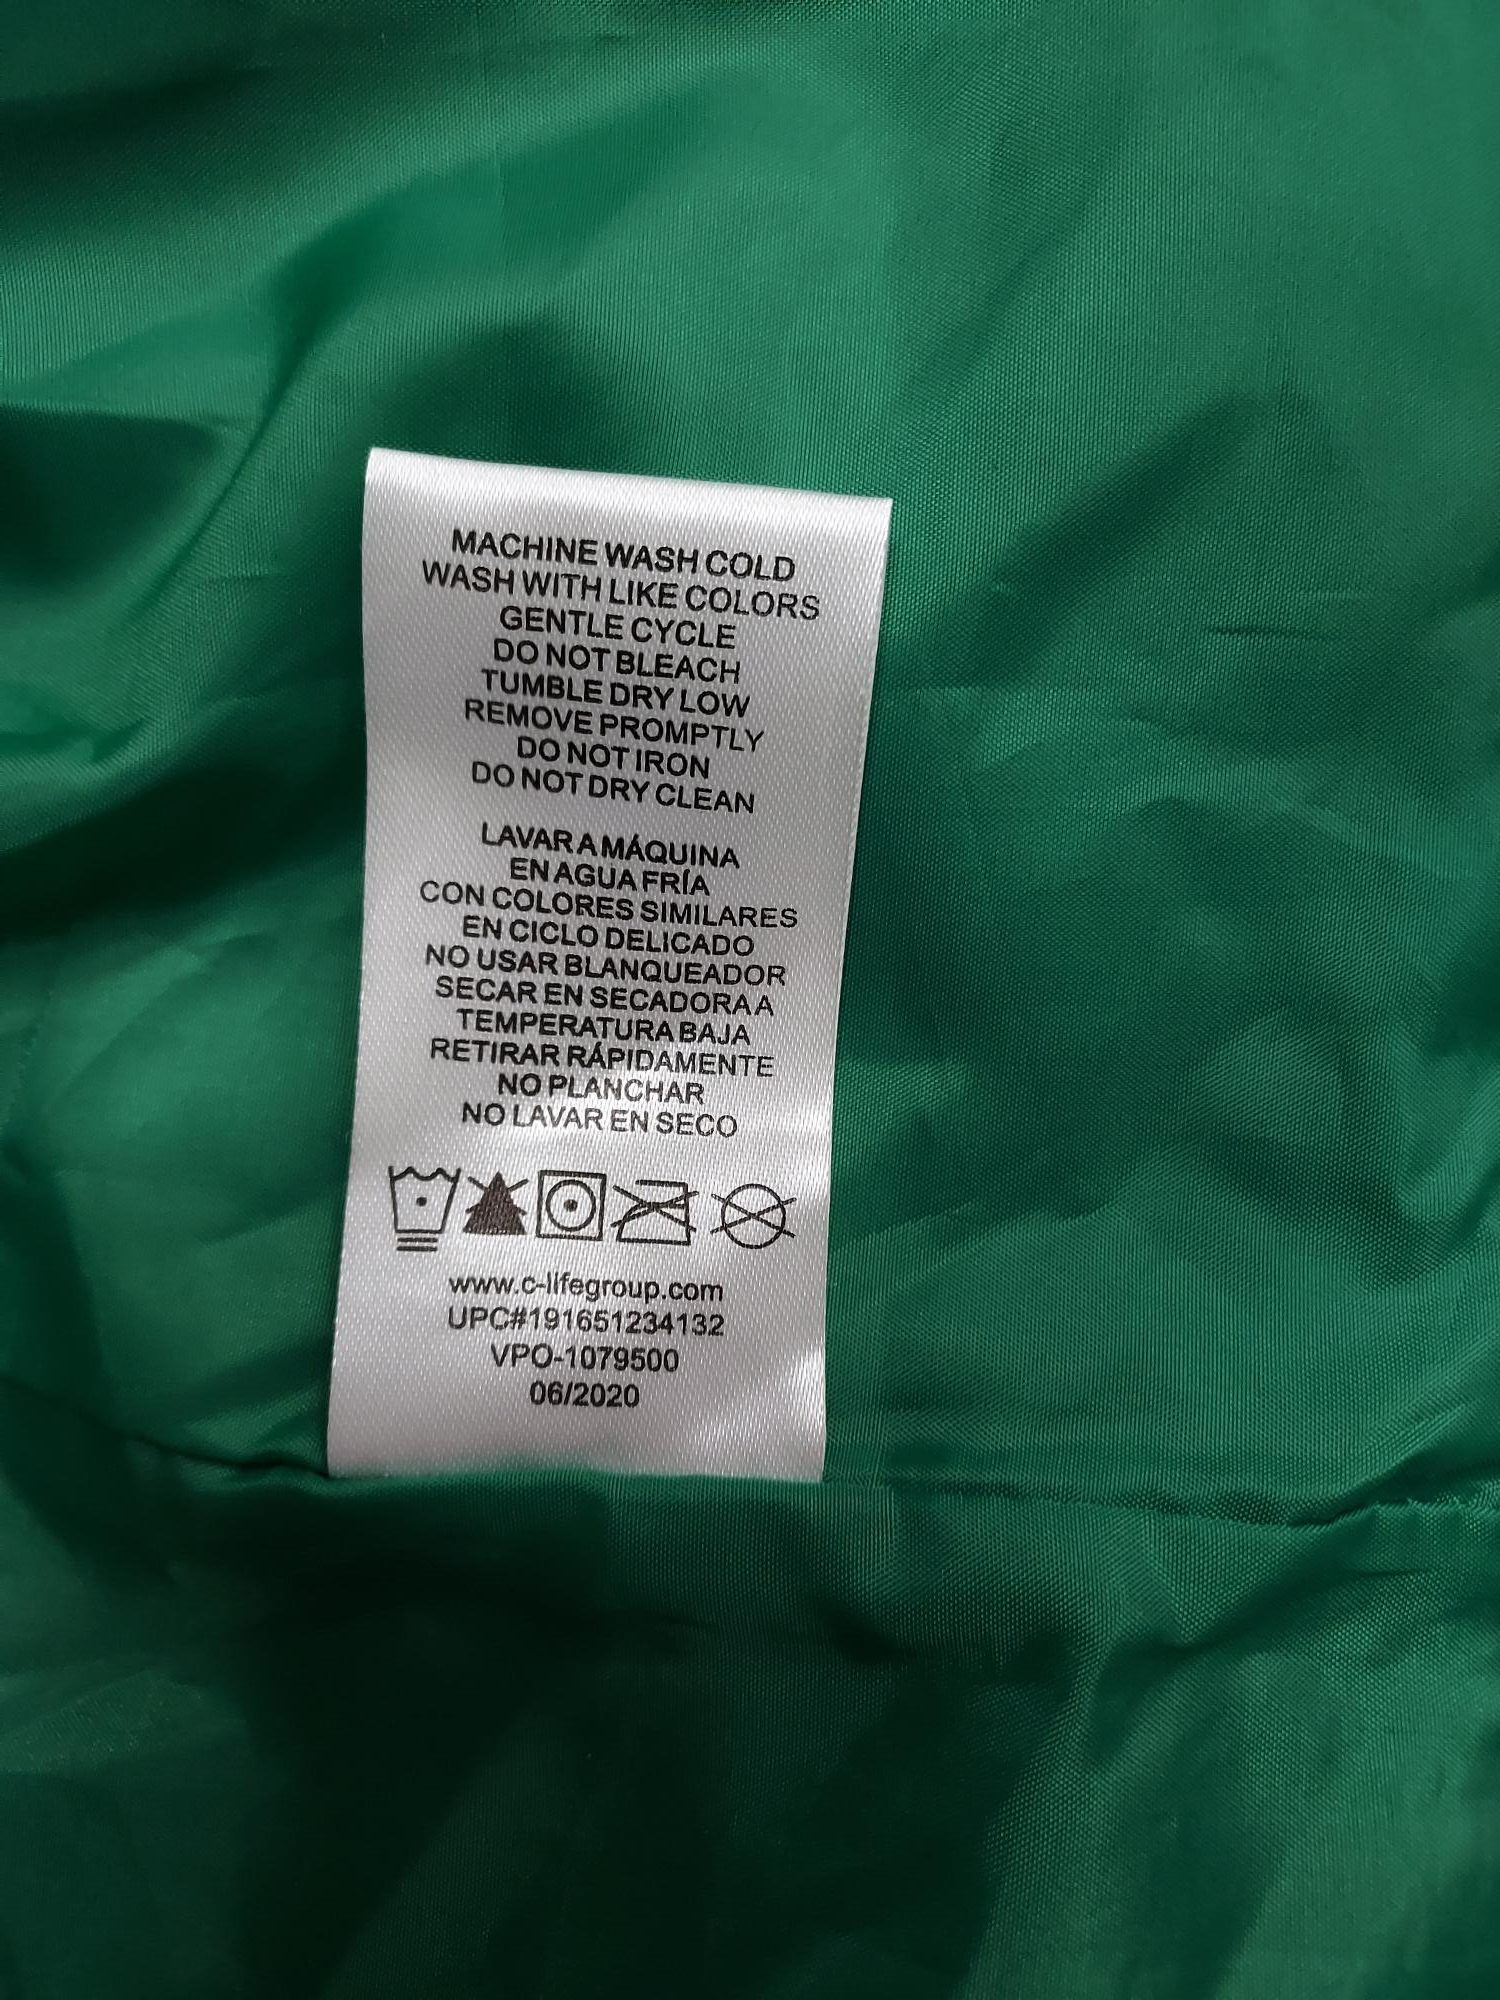 MACHINE WASH COLD
WASH WITH LIKE COLORS
GENTLE CYCLE
DO NOT BLEACH
TUMBLE DRY LOW
REMOVE PROMPTLY
DO NOT IRON
DO NOT DRY CLEAN
LAVAR A MÁQUINA
EN AGUA FRÍA
CON COLORES SIMILARES
EN CICLO DELICADO
NO USAR BLANQUEADOR
SECAR EN SECADORA A
TEMPERATURA BAJA
RETIRAR RÁPIDAMENTE
NO PLANCHAR
NO LAVAR EN SECO
www.c-lifegroup.com
UPC#191651234132
VPO-1079500
06/2020